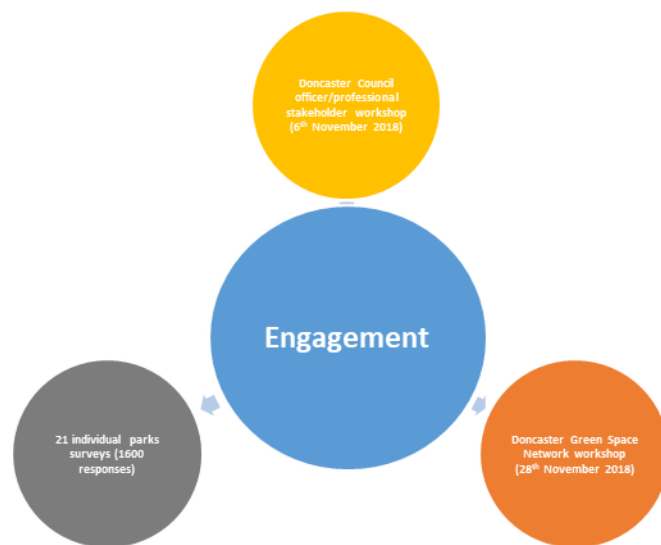 Doncaster Council
officer/professional
stakeholder workshop
(6th November 2018)
Engagement
21 individual parks
surveys (1600
responses)
Doncaster Green Space
Network workshop
(28th November 2018)